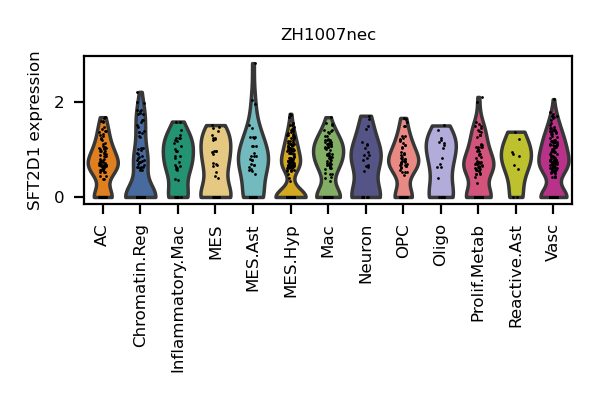 ZH1007nec
SFT2D1 expression
2
0
AC
Chromatin.Reg
Inflammatory.Mac
MES
MES.Ast
MES.Hyp
Mac
Neuron
OPC
Oligo
Prolif.Metab
Reactive.Ast
Vasc